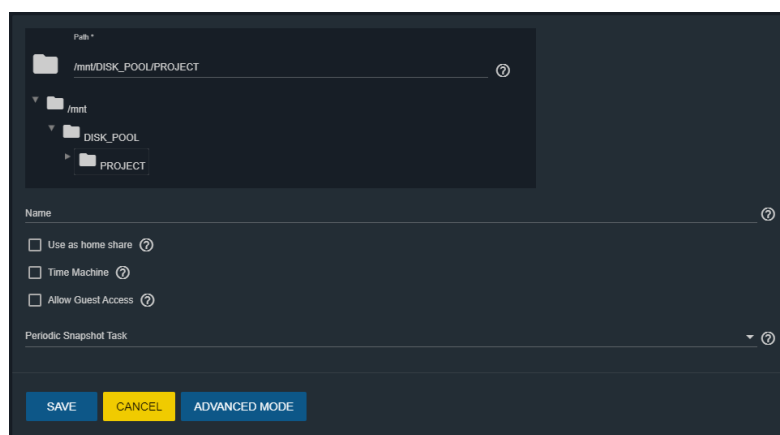 Path *
/mnt/DISK_POOL/PROJECT
/mnt
DISK_POOL
PROJECT
Name
Use as home share
Time Machine
Allow Guest Access
Periodic Snapshot Task
SAVE CANCEL ADVANCED MODE